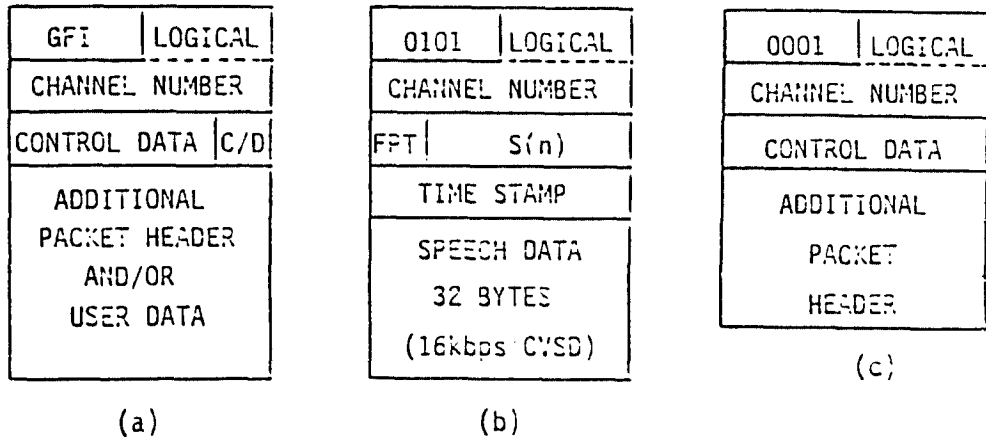 GFI LOGICAL
CHANNEL NUMBER
CONTROL DATA C/D
ADDITIONAL
PACKET HEADER
AND/OR
USER DATA
(a)
0101 LOGICAL
CHANNEL NUMBER
FPT S(n)
TIME STAMP
SPEECH DATA
32 BYTES
(16kbps CVSD)
(b)
0001 LOGICAL
CHANNEL NUMBER
CONTROL DATA
ADDITIONAL
PACKET
HEADER
(c)